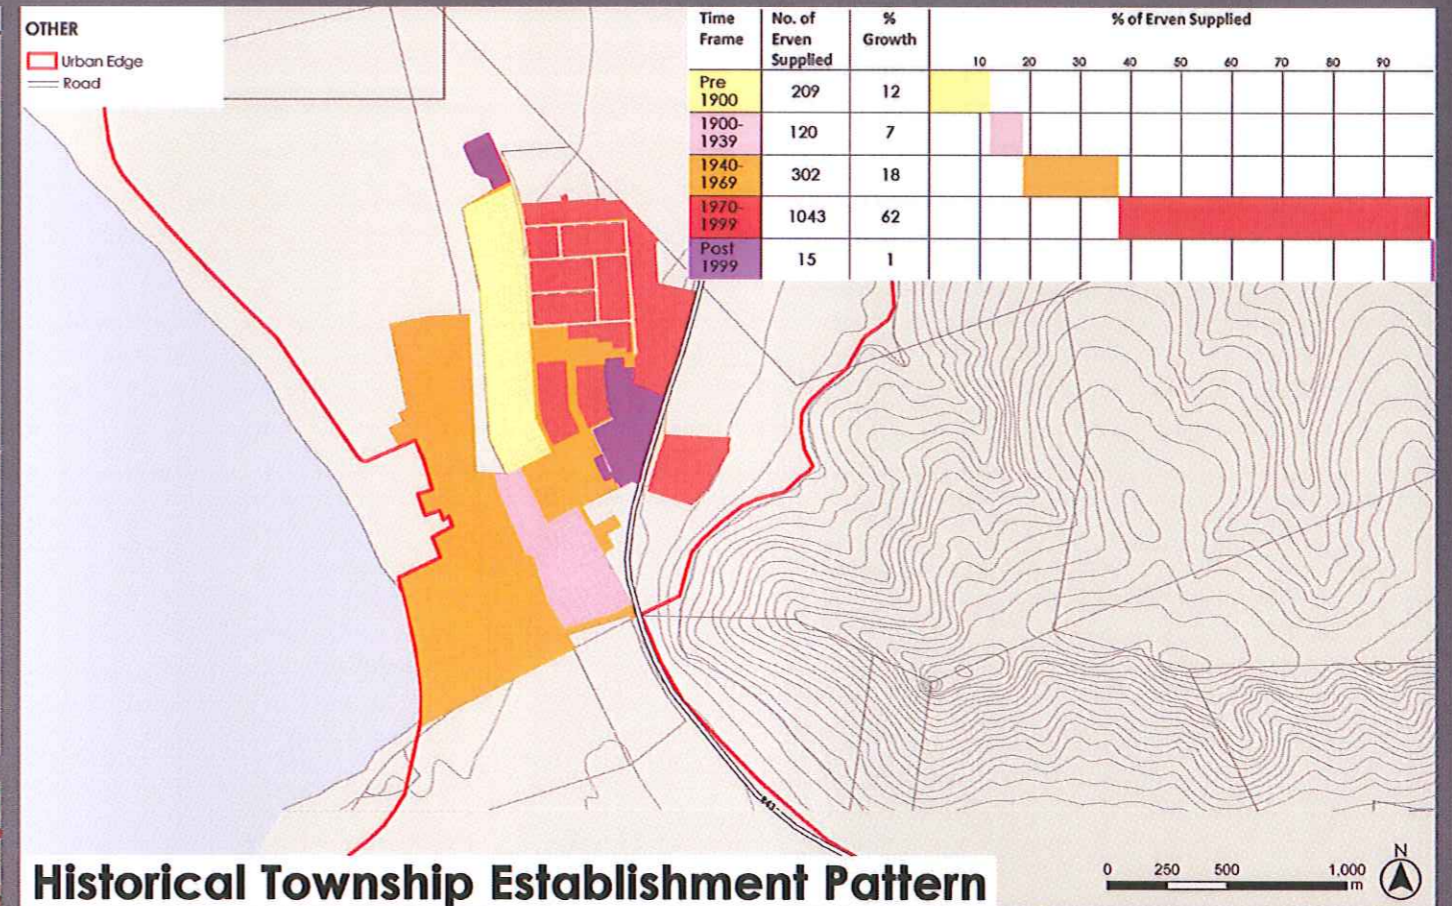 OTHER
Urban Edge
Road
Time Frame
No. of Erven Supplied
% Growth
% of Erven Supplied
10 20 30 40 50 60 70 80 90
Pre 1900 209 12
1900-1939 120 7
1940-1969 302 18
1970-1999 1043 62
Post 1999 15 1
R43
Historical Township Establishment Pattern
0 250 500 1,000
m
N